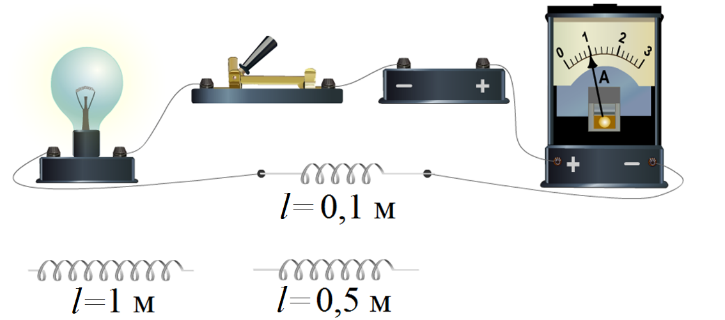 0 1 2 3
A
− +
+ −
l=0,1 м
l=1 м
l=0,5 м